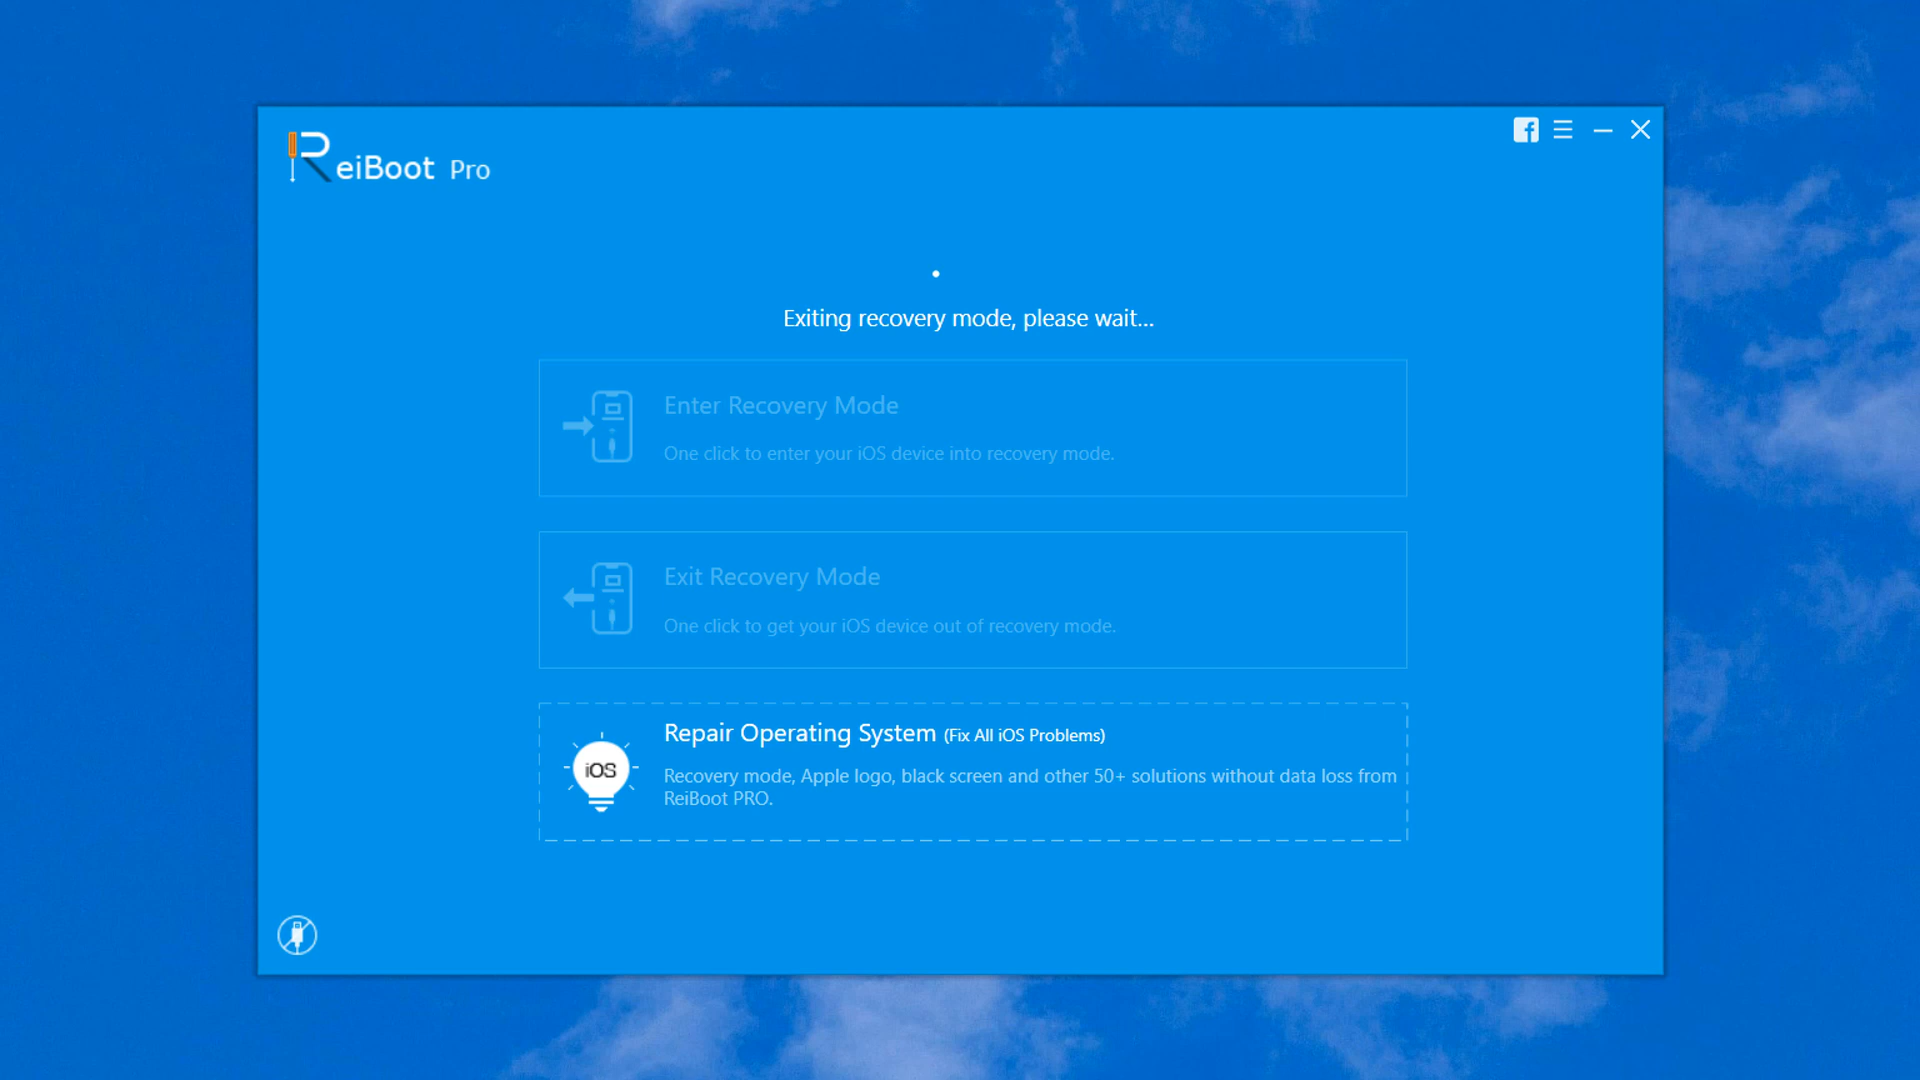 ReiBoot Pro
Exiting recovery mode, please wait...
Enter Recovery Mode
One click to enter your iOS device into recovery mode.
Exit Recovery Mode
One click to get your iOS device out of recovery mode.
iOS
Repair Operating System (Fix All iOS Problems)
Recovery mode, Apple logo, black screen and other 50+ solutions without data loss from
ReiBoot PRO.